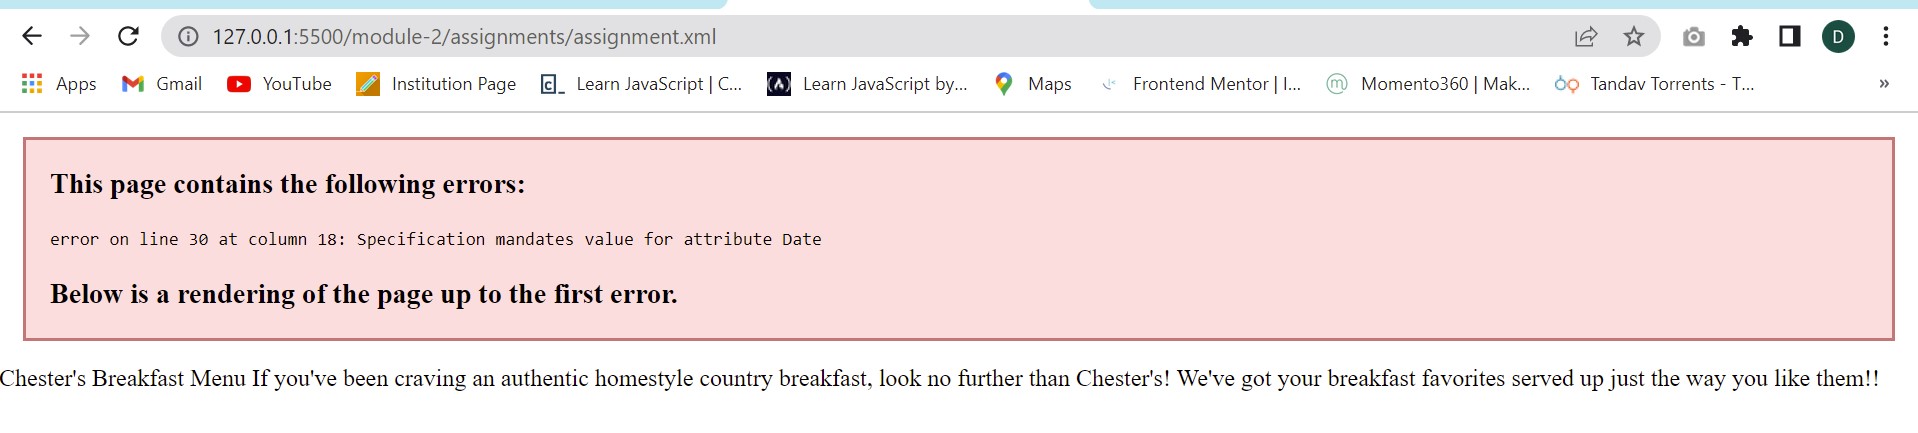 127.0.0.1:5500/module-2/assignments/assignment.xml
D
Apps Gmail YouTube Institution Page c_ Learn JavaScript | C... Learn JavaScript by... Maps Frontend Mentor | I... m Momento360 | Mak... Tandav Torrents - T... »
This page contains the following errors:
error on line 30 at column 18: Specification mandates value for attribute Date
Below is a rendering of the page up to the first error.
Chester's Breakfast Menu If you've been craving an authentic homestyle country breakfast, look no further than Chester's! We've got your breakfast favorites served up just the way you like them!!